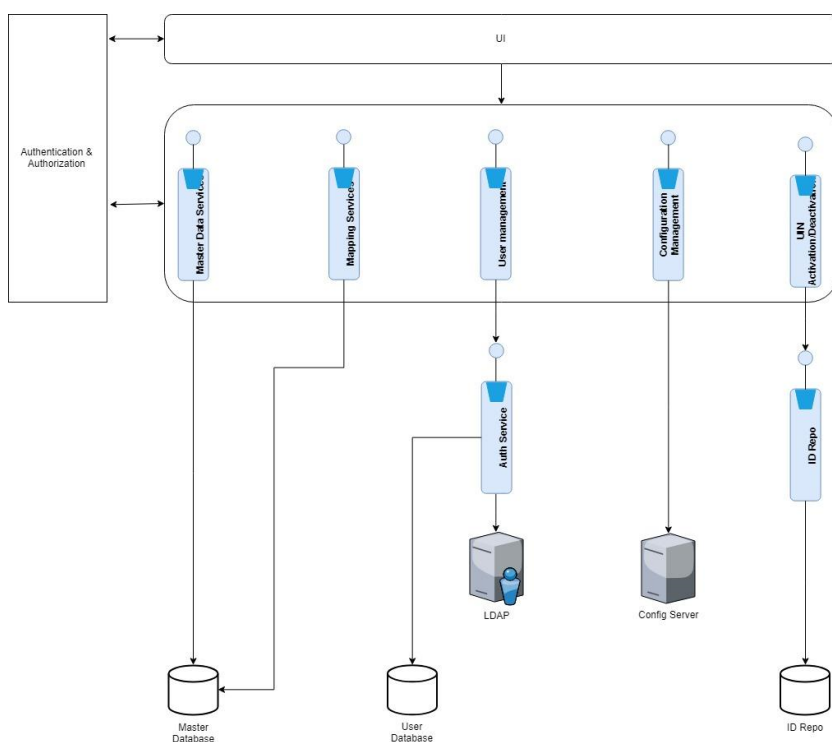 UI
Authentication &
Authorization
Master Data Services
Mapping Services
User management
Configuration
Management
UIN
Activation/Deactivation
Auth Service
ID Repo
LDAP
Config Server
Master
Database
User
Database
ID Repo